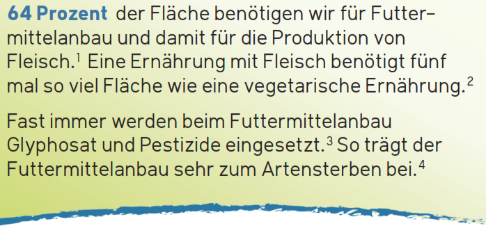 64 Prozent der Fläche benötigen wir für Futter-
mittelanbau und damit für die Produktion von
Fleisch.¹ Eine Ernährung mit Fleisch benötigt fünf
mal so viel Fläche wie eine vegetarische Ernährung.²
Fast immer werden beim Futtermittelanbau
Glyphosat und Pestizide eingesetzt.³ So trägt der
Futtermittelanbau sehr zum Artensterben bei.⁴